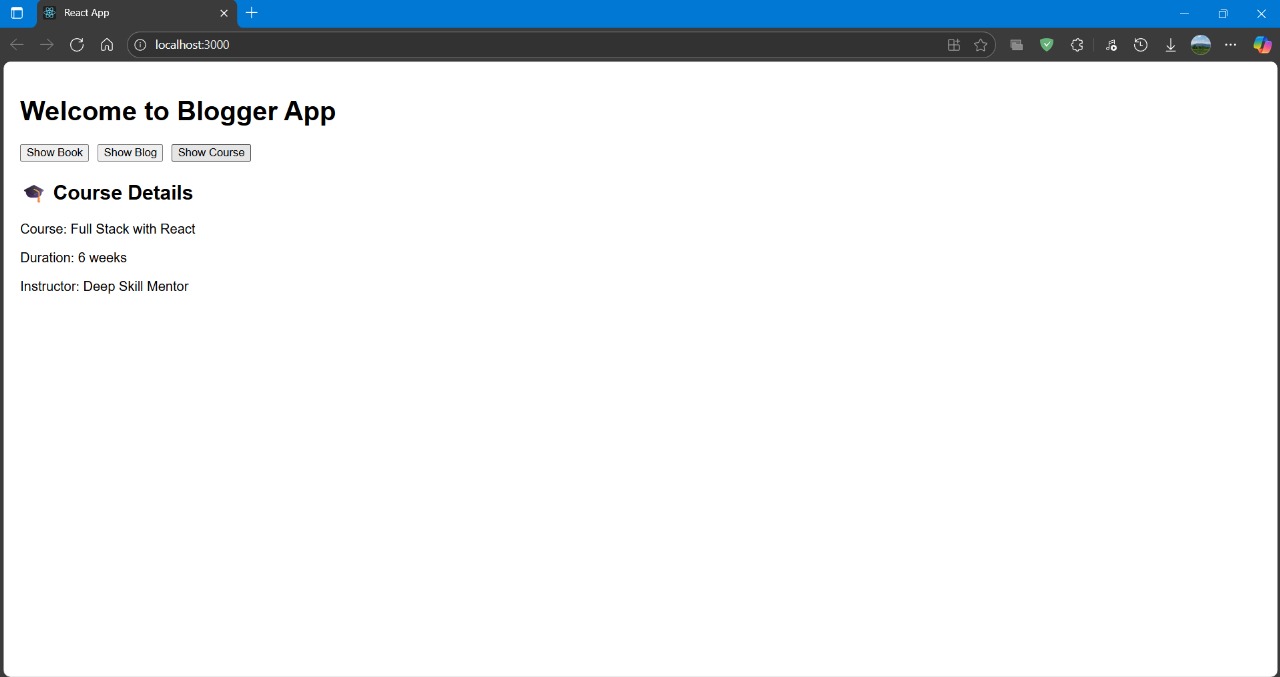 React App
localhost:3000
Welcome to Blogger App
Show Book Show Blog Show Course
🎓 Course Details
Course: Full Stack with React
Duration: 6 weeks
Instructor: Deep Skill Mentor